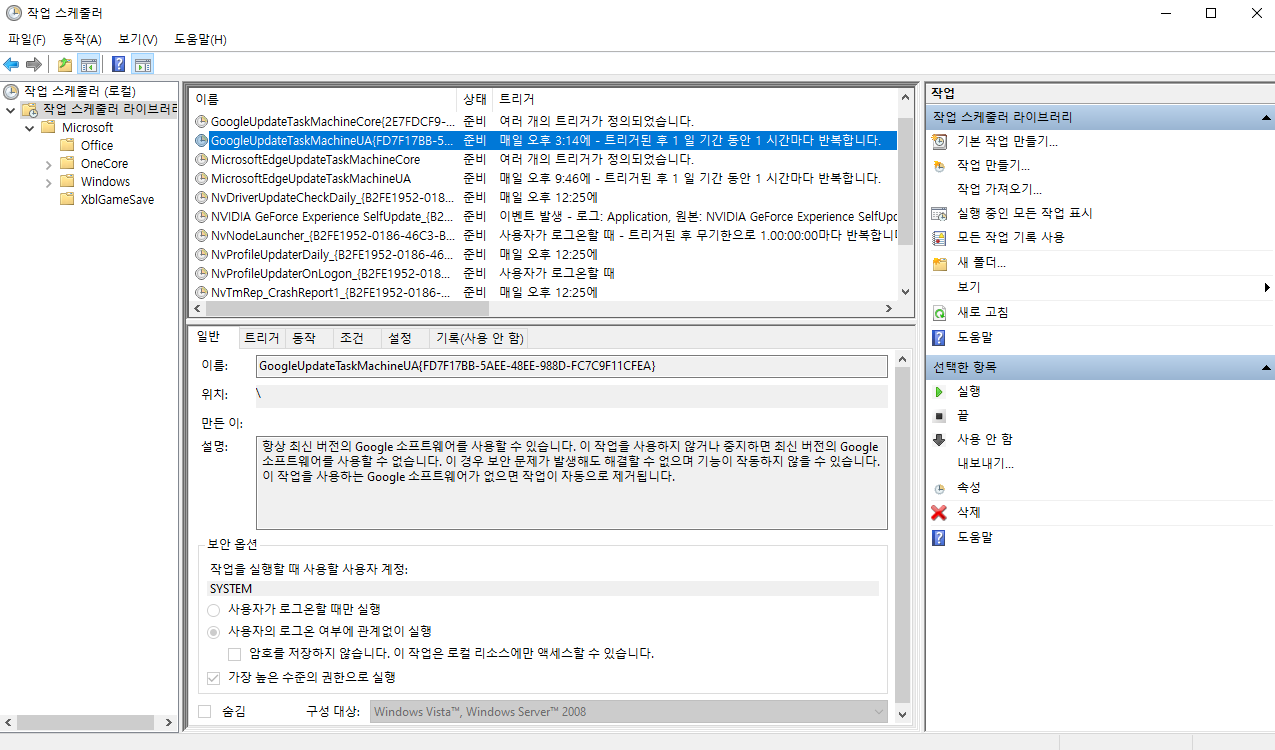 작업 스케줄러
파일(F) 동작(A) 보기(V) 도움말(H)
작업 스케줄러 (로컬)
작업 스케줄러 라이브러리
Microsoft
Office
OneCore
Windows
XblGameSave
이름 상태 트리거
GoogleUpdateTaskMachineCore{2E7FDCF9-... 준비 여러 개의 트리거가 정의되었습니다.
GoogleUpdateTaskMachineUA{FD7F17BB-5... 준비 매일 오후 3:14에 - 트리거된 후 1 일 기간 동안 1 시간마다 반복합니다.
MicrosoftEdgeUpdateTaskMachineCore 준비 여러 개의 트리거가 정의되었습니다.
MicrosoftEdgeUpdateTaskMachineUA 준비 매일 오후 9:46에 - 트리거된 후 1 일 기간 동안 1 시간마다 반복합니다.
NvDriverUpdateCheckDaily_{B2FE1952-018... 준비 매일 오후 12:25에
NVIDIA GeForce Experience SelfUpdate_{B2... 준비 이벤트 발생 - 로그: Application, 원본: NVIDIA GeForce Experience SelfUpd
NvNodeLauncher_{B2FE1952-0186-46C3-B... 준비 사용자가 로그온할 때 - 트리거된 후 무기한으로 1.00:00:00마다 반복합니
NvProfileUpdaterDaily_{B2FE1952-0186-46... 준비 매일 오후 12:25에
NvProfileUpdaterOnLogon_{B2FE1952-018... 준비 사용자가 로그온할 때
NvTmRep_CrashReport1_{B2FE1952-0186-... 준비 매일 오후 12:25에
일반 트리거 동작 조건 설정 기록(사용 안 함)
이름: GoogleUpdateTaskMachineUA{FD7F17BB-5AEE-48EE-988D-FC7C9F11CFEA}
위치: \
만든 이:
설명: 항상 최신 버전의 Google 소프트웨어를 사용할 수 있습니다. 이 작업을 사용하지 않거나 중지하면 최신 버전의 Google
소프트웨어를 사용할 수 없습니다. 이 경우 보안 문제가 발생해도 해결할 수 없으며 기능이 작동하지 않을 수 있습니다.
이 작업을 사용하는 Google 소프트웨어가 없으면 작업이 자동으로 제거됩니다.
보안 옵션
작업을 실행할 때 사용할 사용자 계정:
SYSTEM
사용자가 로그온할 때만 실행
사용자의 로그온 여부에 관계없이 실행
암호를 저장하지 않습니다. 이 작업은 로컬 리소스에만 액세스할 수 있습니다.
가장 높은 수준의 권한으로 실행
숨김 구성 대상: Windows Vista™, Windows Server™ 2008
작업
작업 스케줄러 라이브러리
기본 작업 만들기...
작업 만들기...
작업 가져오기...
실행 중인 모든 작업 표시
모든 작업 기록 사용
새 폴더...
보기
새로 고침
도움말
선택한 항목
실행
끝
사용 안 함
내보내기...
속성
삭제
도움말